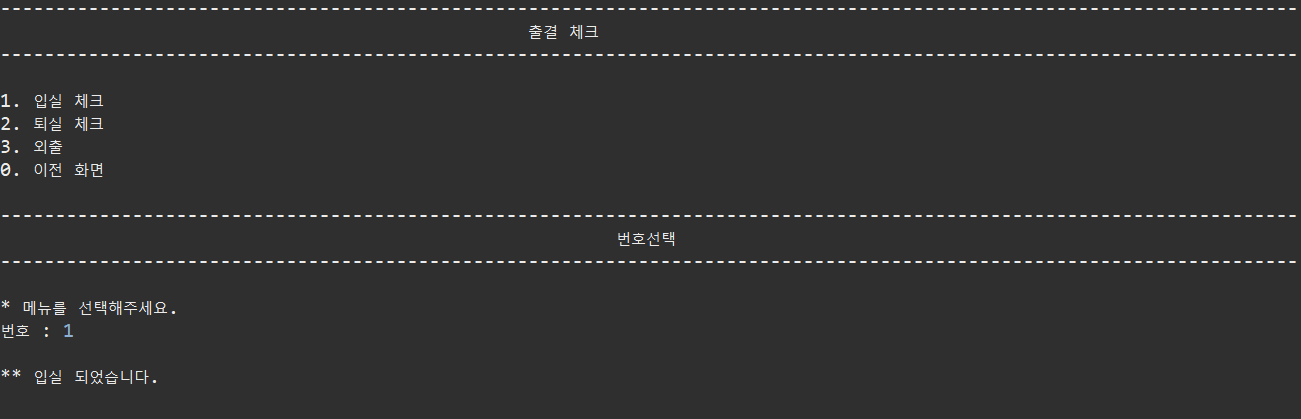 출결 체크
1. 입실 체크
2. 퇴실 체크
3. 외출
0. 이전 화면
번호선택
* 메뉴를 선택해주세요.
번호 : 1
** 입실 되었습니다.